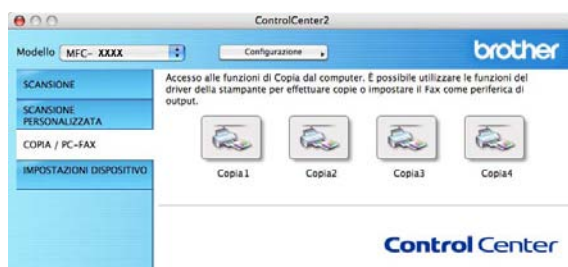 ControlCenter2
Modello MFC- XXXX Configurazione brother
SCANSIONE
SCANSIONE
PERSONALIZZATA
COPIA / PC-FAX
IMPOSTAZIONI DISPOSITIVO
Accesso alle funzioni di Copia dal computer. È possibile utilizzare le funzioni del
driver della stampante per effettuare copie o impostare il Fax come periferica di
output.
Copia1 Copia2 Copia3 Copia4
Control Center